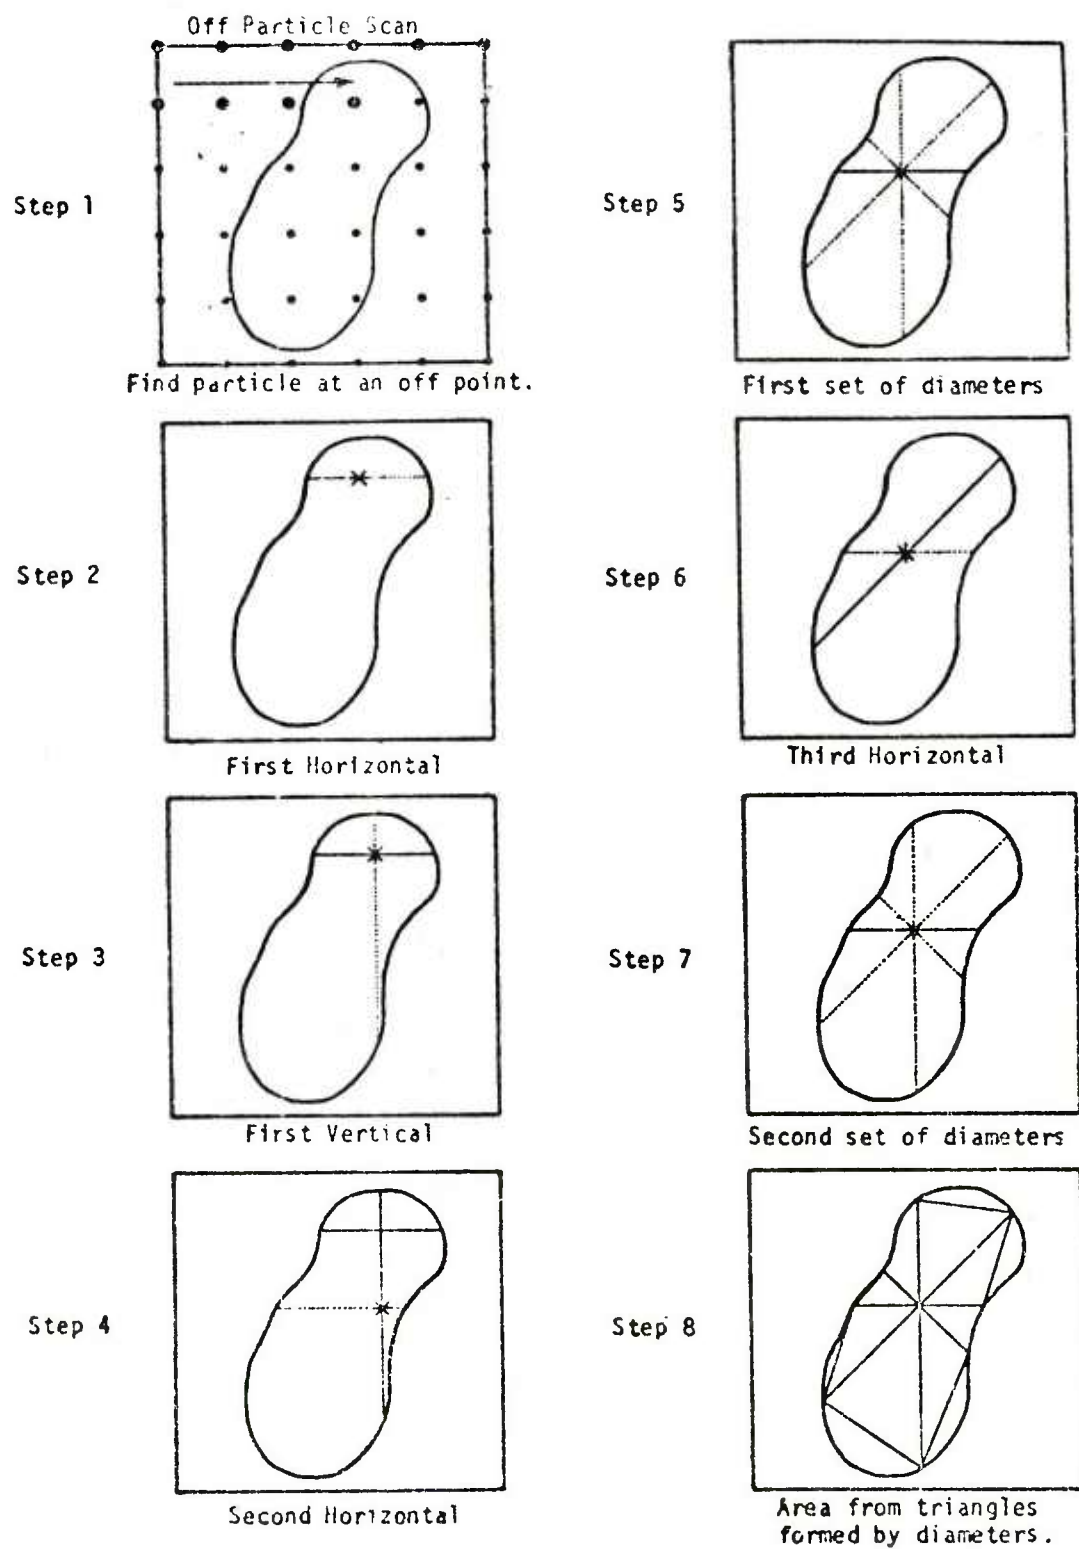 Off Particle Scan
Step 1
Find particle at an off point.
Step 2
First Horizontal
Step 3
First Vertical
Step 4
Second Horizontal
Step 5
First set of diameters
Step 6
Third Horizontal
Step 7
Second set of diameters
Step 8
Area from triangles
formed by diameters.